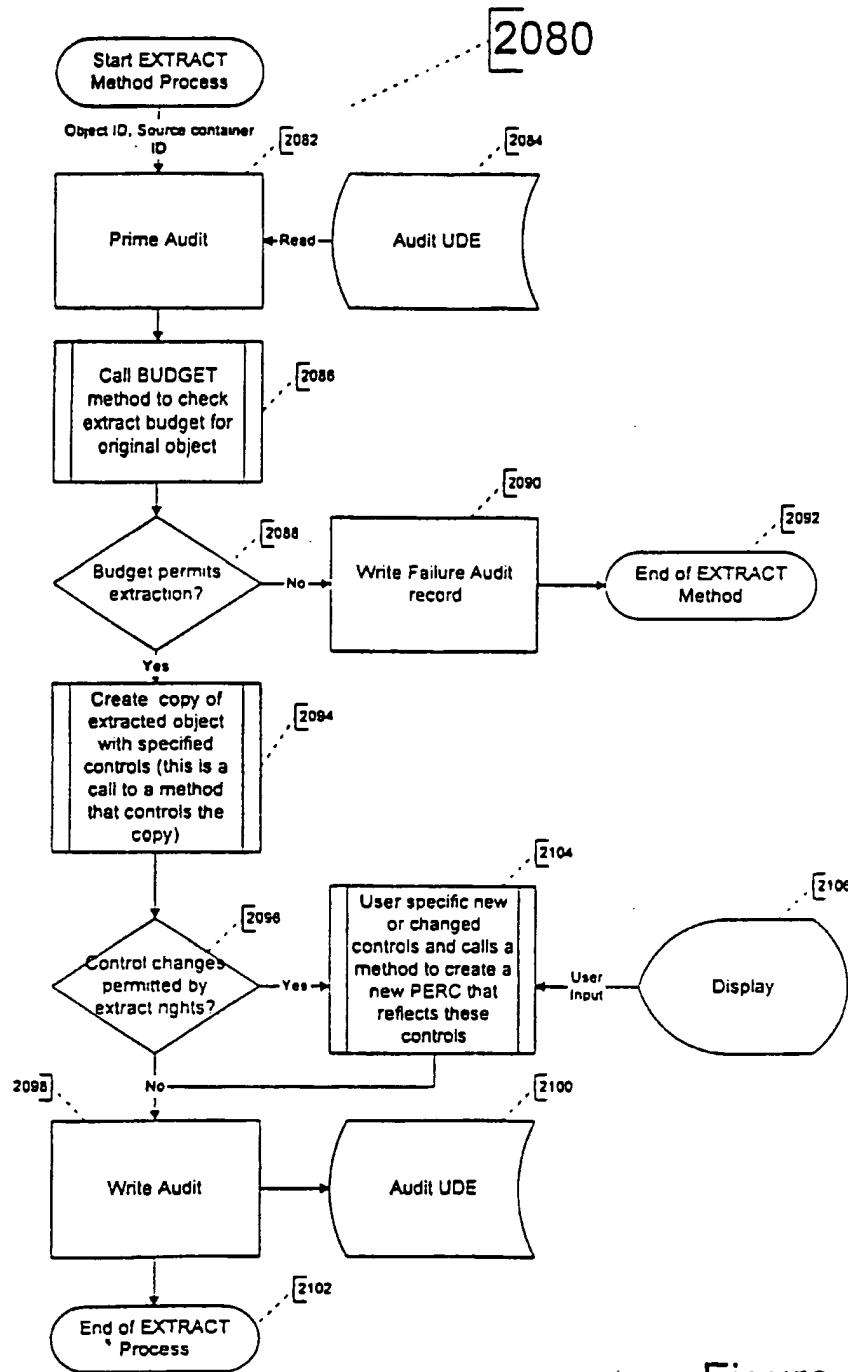 2080
Start EXTRACT
Method Process
Object ID, Source container
ID
2082
2084
Prime Audit
Read
Audit UDE
Call BUDGET
method to check
extract budget for
original object
2086
2088
Budget permits
extraction?
No
2090
Write Failure Audit
record
2092
End of EXTRACT
Method
Yes
Create copy of
extracted object
with specified
controls (this is a
call to a method
that controls the
copy)
2094
2096
Control changes
permitted by
extract rights?
Yes
2104
User specific new
or changed
controls and calls a
method to create a
new PERC that
reflects these
controls
User
Input
2106
Display
No
2098
Write Audit
2100
Audit UDE
2102
End of EXTRACT
Process